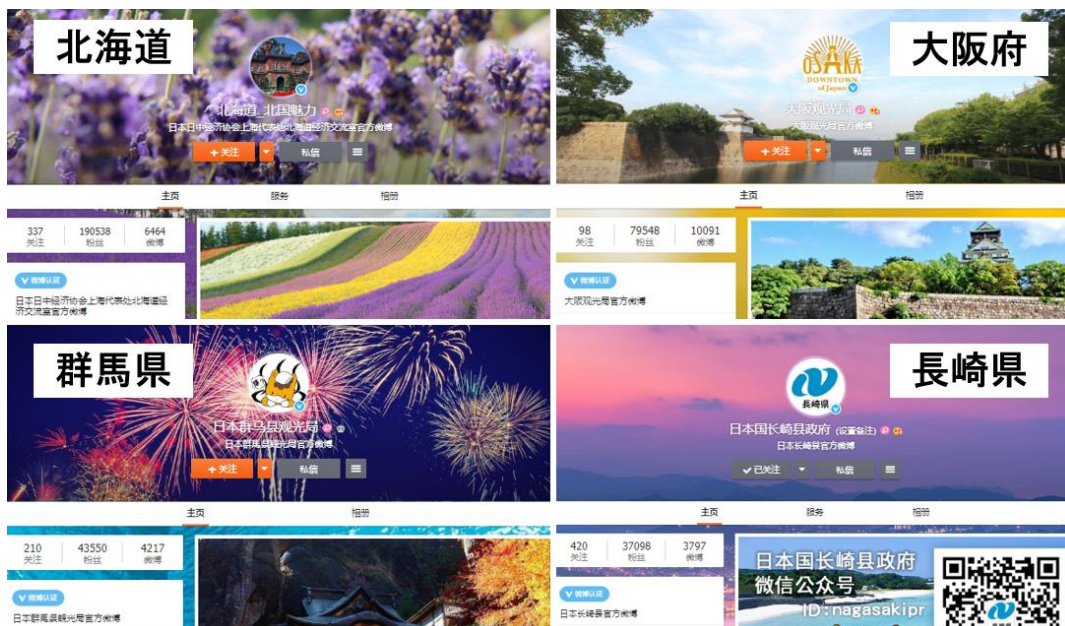 北海道
北海道_北国魅力
日本日中经济协会上海代表处北海道经济交流室官方微博
+关注
私信
主页
服务
相册
337
190538
6464
关注
粉丝
微博
V 微博认证
日本日中经济协会上海代表处北海道经
济交流室官方微博
大阪府
OSAKA
DOWNTOWN
of Japan
大阪观光局
大阪观光局官方微博
+关注
私信
主页
相册
98
79548
10091
关注
粉丝
微博
V 微博认证
大阪观光局官方微博
群馬県
日本群马县观光局
日本群馬県観光局官方微博
+关注
私信
主页
相册
210
43550
4217
关注
粉丝
微博
V 微博认证
日本群馬県観光局官方微博
長崎県
長崎県
日本国长崎县政府 (设置备注)
日本长崎县官方微博
已关注
私信
主页
服务
相册
420
37098
3797
关注
粉丝
微博
V 微博认证
日本长崎县官方微博
日本国长崎县政府
微信公众号
ID:nagasakipr